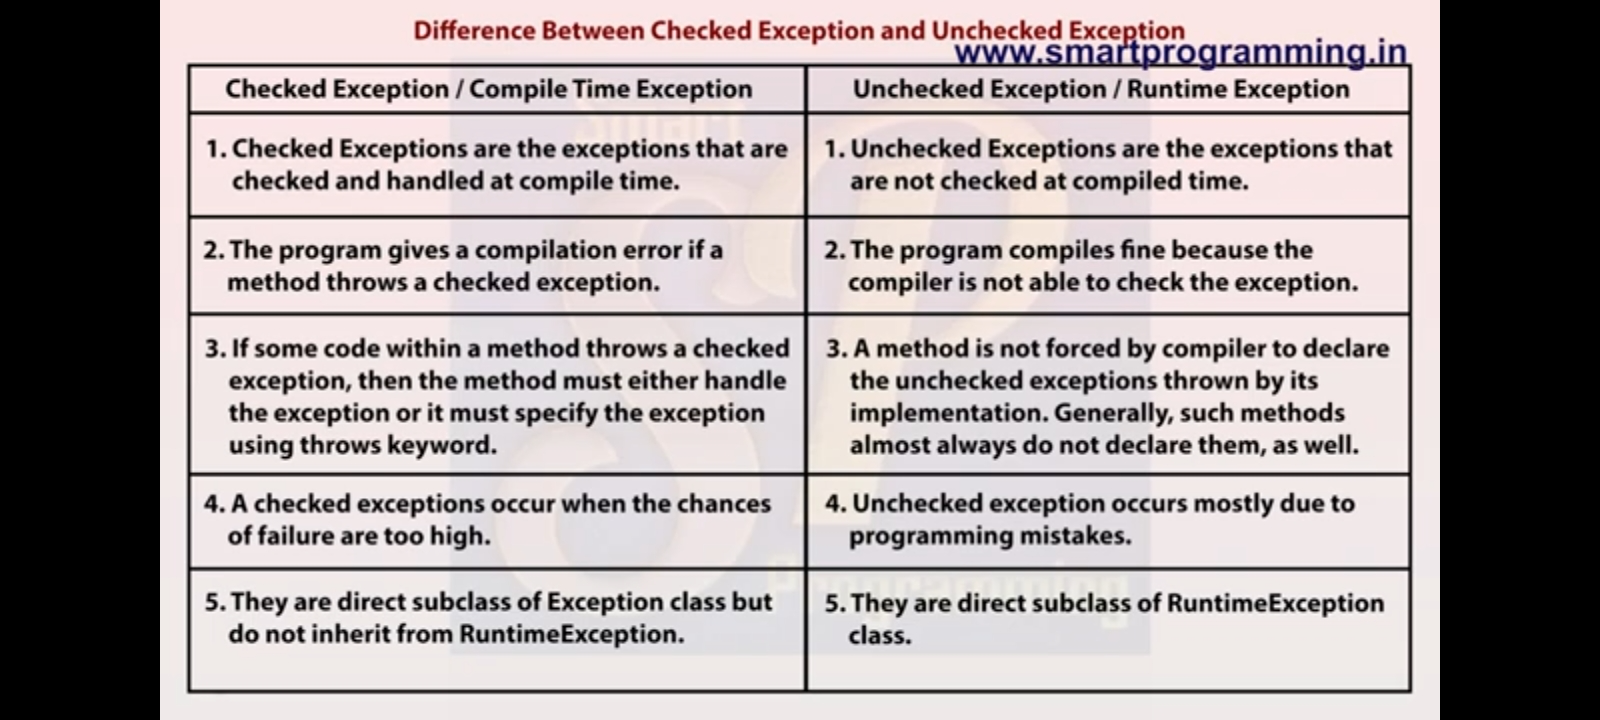 Difference Between Checked Exception and Unchecked Exception
www.smartprogramming.in
Checked Exception / Compile Time Exception
Unchecked Exception / Runtime Exception
1. Checked Exceptions are the exceptions that are
checked and handled at compile time.
1. Unchecked Exceptions are the exceptions that
are not checked at compiled time.
2. The program gives a compilation error if a
method throws a checked exception.
2. The program compiles fine because the
compiler is not able to check the exception.
3. If some code within a method throws a checked
exception, then the method must either handle
the exception or it must specify the exception
using throws keyword.
3. A method is not forced by compiler to declare
the unchecked exceptions thrown by its
implementation. Generally, such methods
almost always do not declare them, as well.
4. A checked exceptions occur when the chances
of failure are too high.
4. Unchecked exception occurs mostly due to
programming mistakes.
5. They are direct subclass of Exception class but
do not inherit from RuntimeException.
5. They are direct subclass of RuntimeException
class.
Smart
SP
Programming